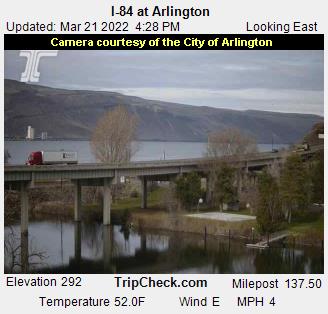 I-84 at Arlington
Updated: Mar 21 2022 4:28 PM Looking East
Camera courtesy of the City of Arlington
Elevation 292 TripCheck.com Milepost 137.50
Temperature 52.0F Wind E MPH 4